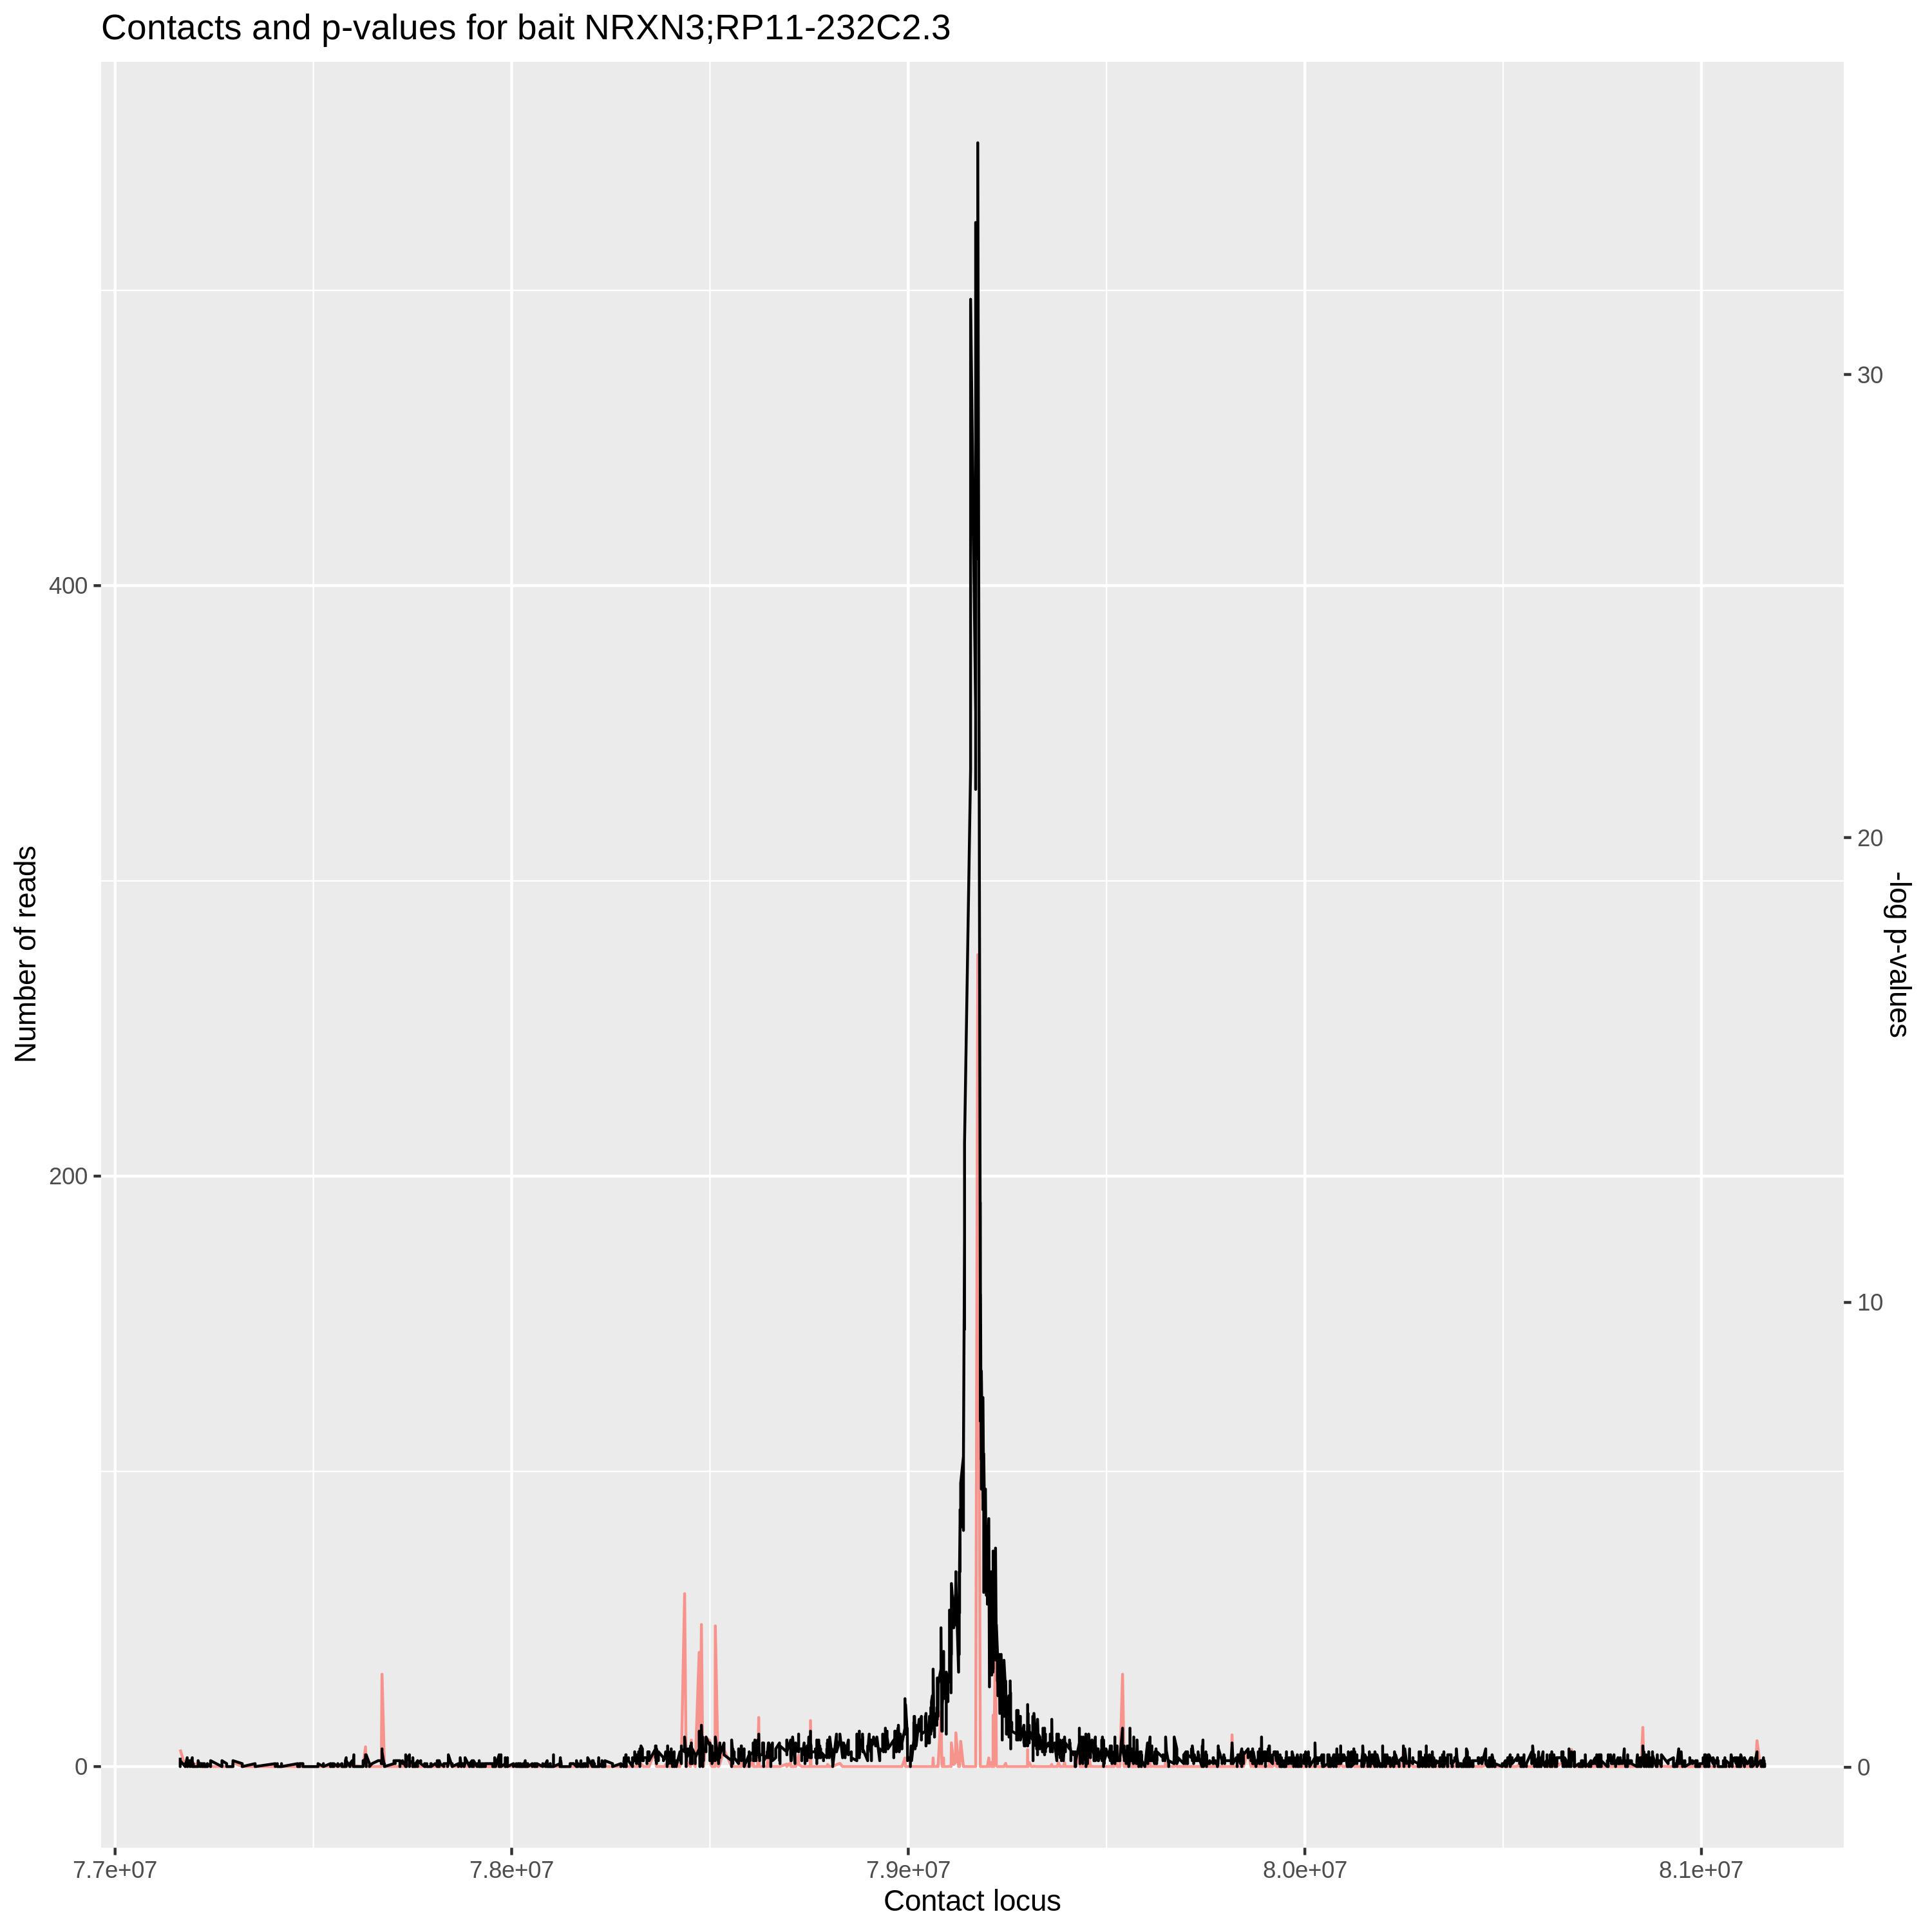 Contacts and p-values for bait NRXN3;RP11-232C2.3
Number of reads
400
200
0
30
20
10
0
-log p-values
7.7e+07 7.8e+07 7.9e+07 8.0e+07 8.1e+07
Contact locus